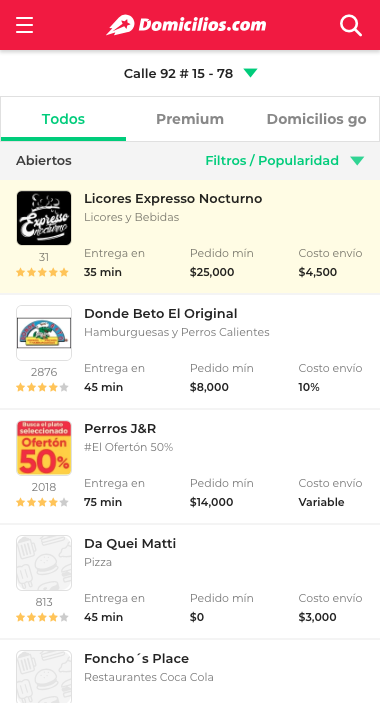 Domicilios.com
Calle 92 # 15 - 78
Todos Premium Domicilios go
Abiertos Filtros / Popularidad
Licores Expresso Nocturno
Licores y Bebidas
Expresso
nocturno
31
Entrega en Pedido mín Costo envío
35 min $25,000 $4,500
Donde Beto El Original
Hamburguesas y Perros Calientes
2876
Entrega en Pedido mín Costo envío
45 min $8,000 10%
Perros J&R
#El Ofertón 50%
Busca el plato
seleccionado
Ofertón
50%
2018
Entrega en Pedido mín Costo envío
75 min $14,000 Variable
Da Quei Matti
Pizza
813
Entrega en Pedido mín Costo envío
45 min $0 $3,000
Foncho´s Place
Restaurantes Coca Cola